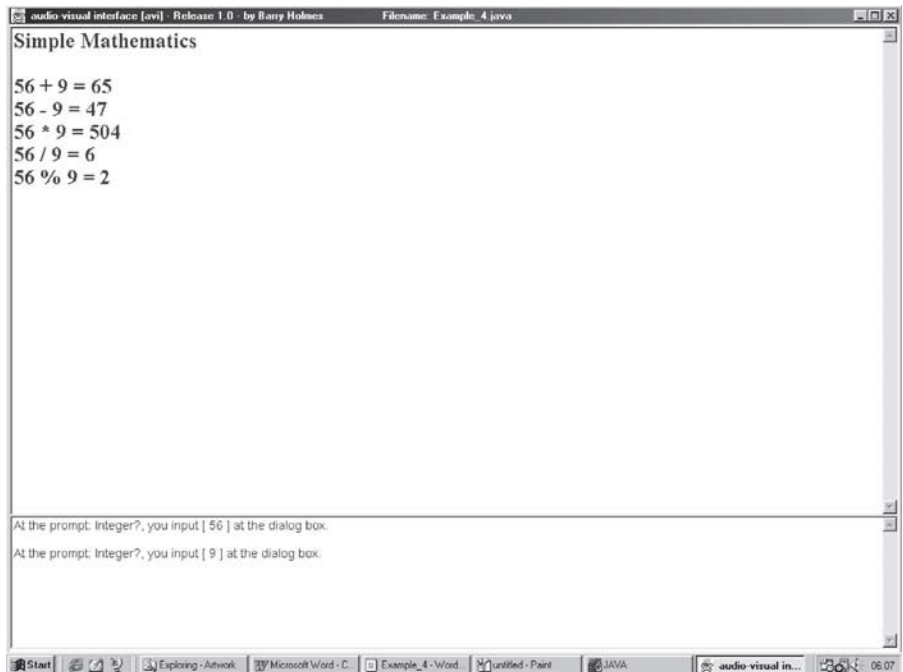 audio-visual interface [avi] - Release 1.0 - by Barry Holmes Filename: Example_4.java
Simple Mathematics
56 + 9 = 65
56 - 9 = 47
56 * 9 = 504
56 / 9 = 6
56 % 9 = 2
At the prompt: Integer?, you input [ 56 ] at the dialog box.
At the prompt: Integer?, you input [ 9 ] at the dialog box.
Start Exploring - Artwork Microsoft Word - C... Example_4 - Word... untitled - Paint JAVA audio-visual in... 06:07